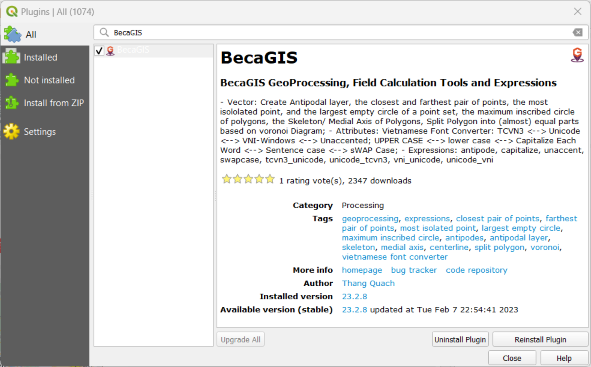 Plugins | All (1074)
All
Installed
Not installed
Install from ZIP
Settings
BecaGIS
BecaGIS
BecaGIS
BecaGIS GeoProcessing, Field Calculation Tools and Expressions
- Vector: Create Antipodal layer, the closest and farthest pair of points, the most
isololated point, and the largest empty circle of a point set, the maximum inscribed circle
of polygons, the Skeleton/ Medial Axis of Polygons, Split Polygon into (almost) equal parts
based on voronoi Diagram; - Attributes: Vietnamese Font Converter: TCVN3 <--> Unicode
<--> VNI-Windows <--> Unaccented; UPPER CASE <--> lower case <--> Capitalize Each
Word <--> Sentence case <--> sWAP Case; - Expressions: antipode, capitalize, unaccent,
swapcase, tcvn3_unicode, unicode_tcvn3, vni_unicode, unicode_vni
1 rating vote(s), 2347 downloads
Category Processing
Tags geoprocessing, expressions, closest pair of points, farthest
pair of points, most isolated point, largest empty circle,
maximum inscribed circle, antipodes, antipodal layer,
skeleton, medial axis, centerline, split polygon, voronoi,
vietnamese font converter
More info homepage bug tracker code repository
Author Thang Quach
Installed version 23.2.8
Available version (stable) 23.2.8 updated at Tue Feb 7 22:54:41 2023
Upgrade All
Uninstall Plugin
Reinstall Plugin
Close
Help